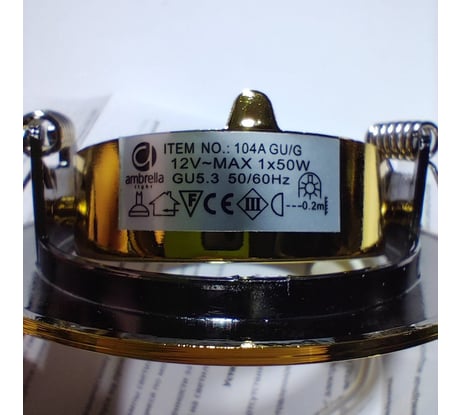 ITEM NO.: 104A GU/G
12V~MAX 1x50W
GU5.3 50/60Hz
ambrella
light
F CE III ---0.2m